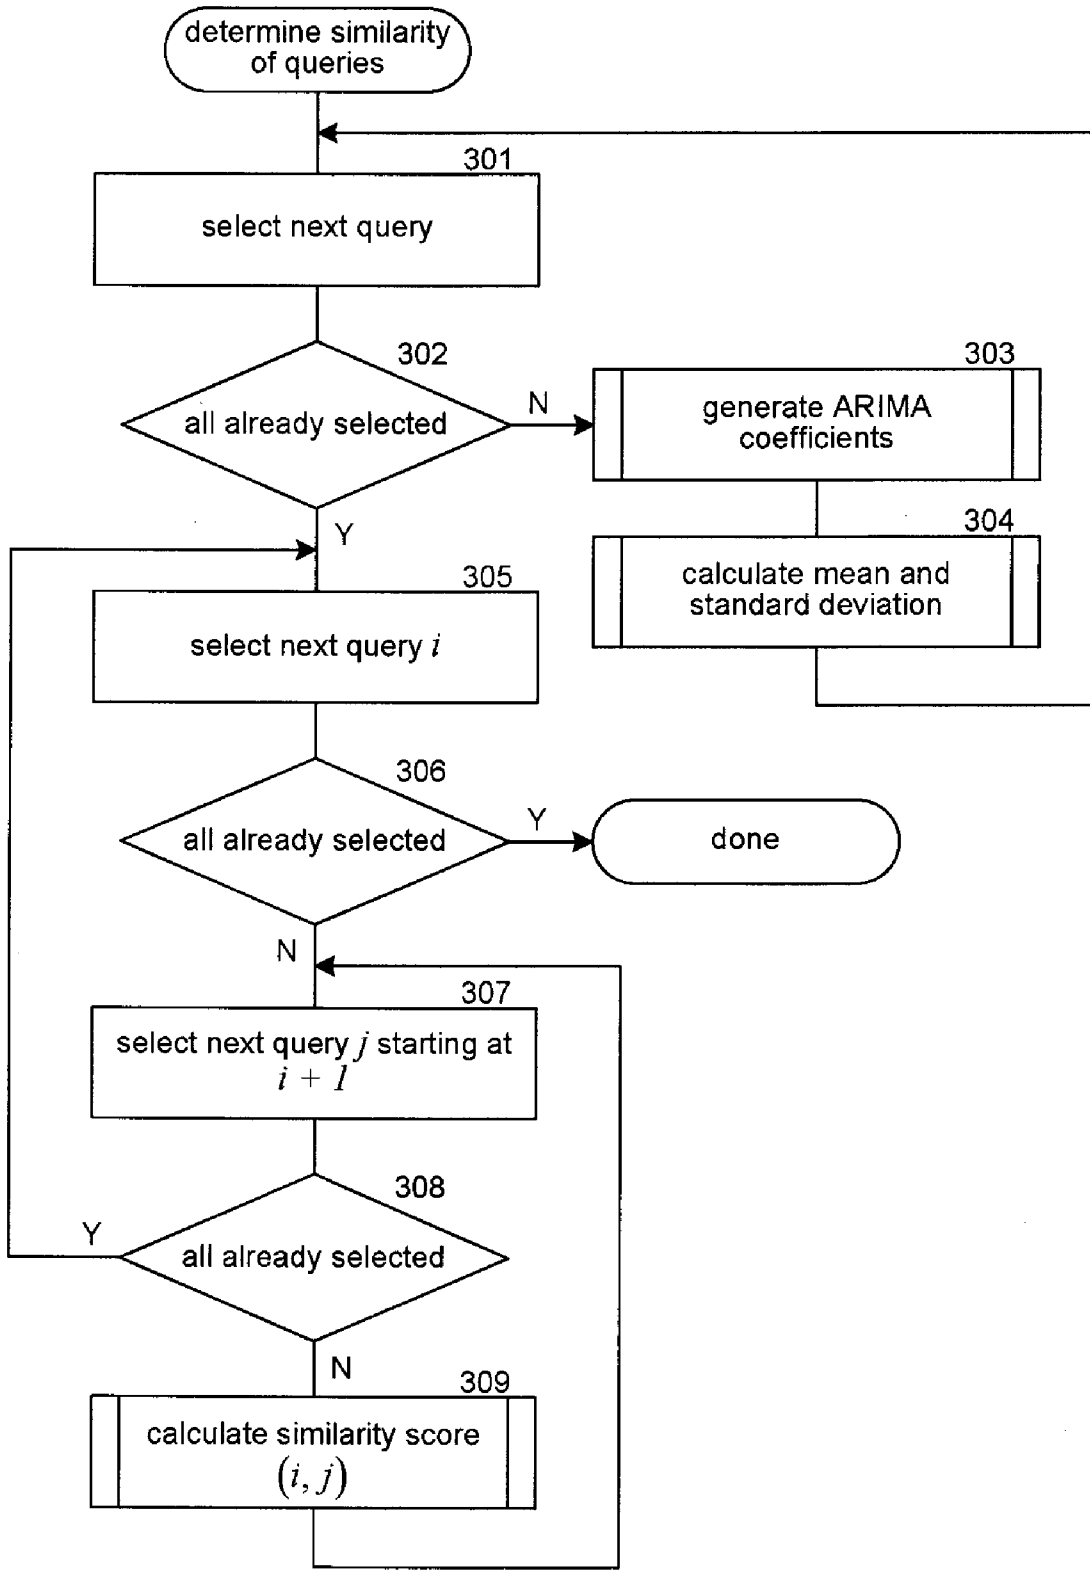 determine similarity
of queries
301
select next query
302
all already selected
N
303
generate ARIMA
coefficients
Y
304
calculate mean and
standard deviation
305
select next query i
306
all already selected
Y
done
N
307
select next query j starting at
i + 1
308
Y
all already selected
N
309
calculate similarity score
(i, j)